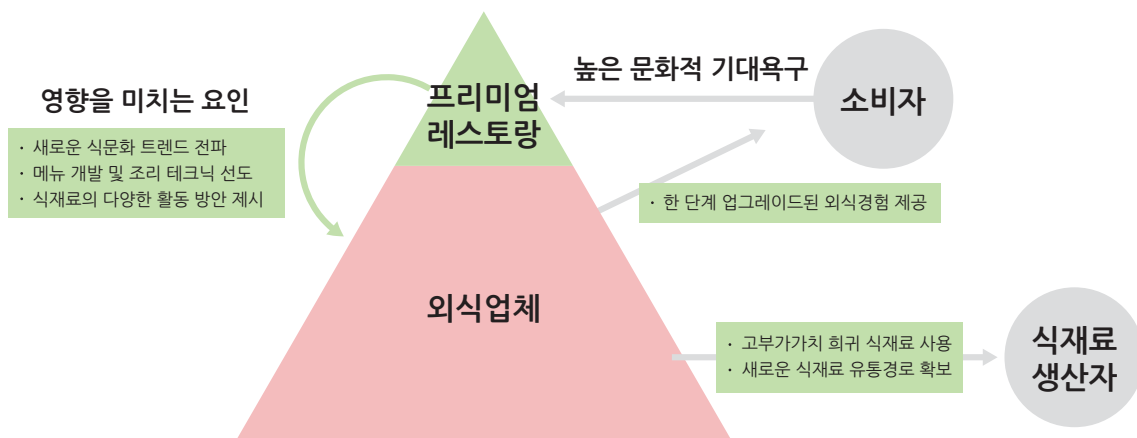 높은 문화적 기대욕구
소비자
영향을 미치는 요인
프리미엄
레스토랑
· 새로운 식문화 트렌드 전파
· 메뉴 개발 및 조리 테크닉 선도
· 식재료의 다양한 활동 방안 제시
· 한 단계 업그레이드된 외식경험 제공
외식업체
· 고부가가치 희귀 식재료 사용
· 새로운 식재료 유통경로 확보
식재료
생산자